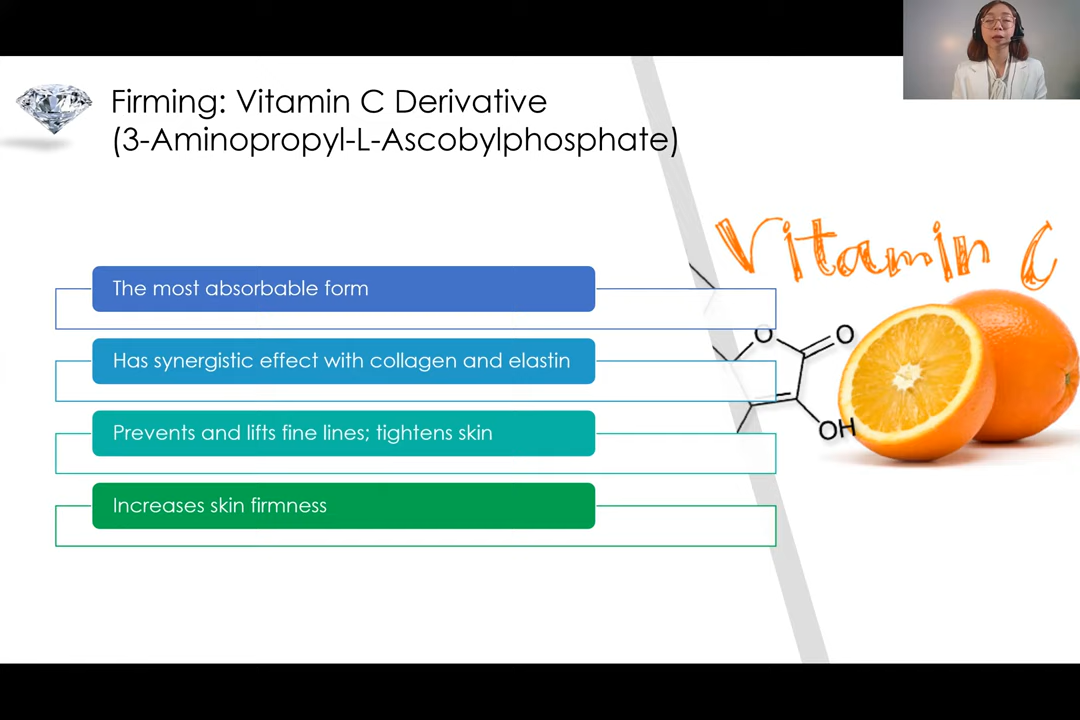 Firming: Vitamin C Derivative
(3-Aminopropyl-L-Ascobylphosphate)
Vitamin C
The most absorbable form
Has synergistic effect with collagen and elastin
Prevents and lifts fine lines; tightens skin
Increases skin firmness
O
O
OH